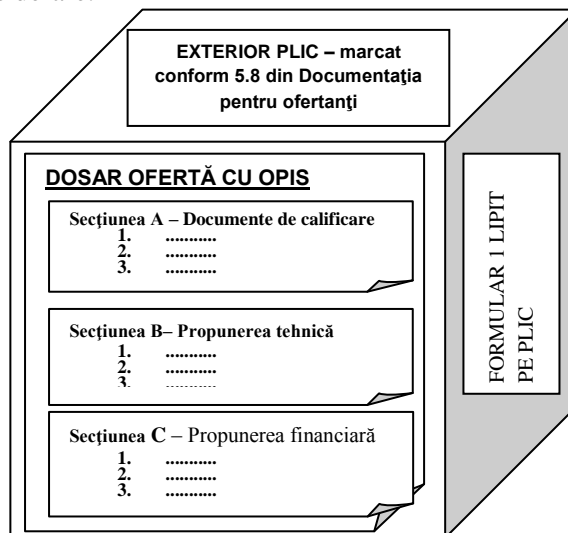 EXTERIOR PLIC – marcat
conform 5.8 din Documentaţia
pentru ofertanţi
DOSAR OFERTĂ CU OPIS
Secţiunea A – Documente de calificare
1. ...........
2. ...........
3. ...........
Secţiunea B– Propunerea tehnică
1. ...........
2. ...........
3. ...........
Secţiunea C – Propunerea financiară
1. ...........
2. ...........
3. ...........
FORMULAR 1 LIPIT
PE PLIC